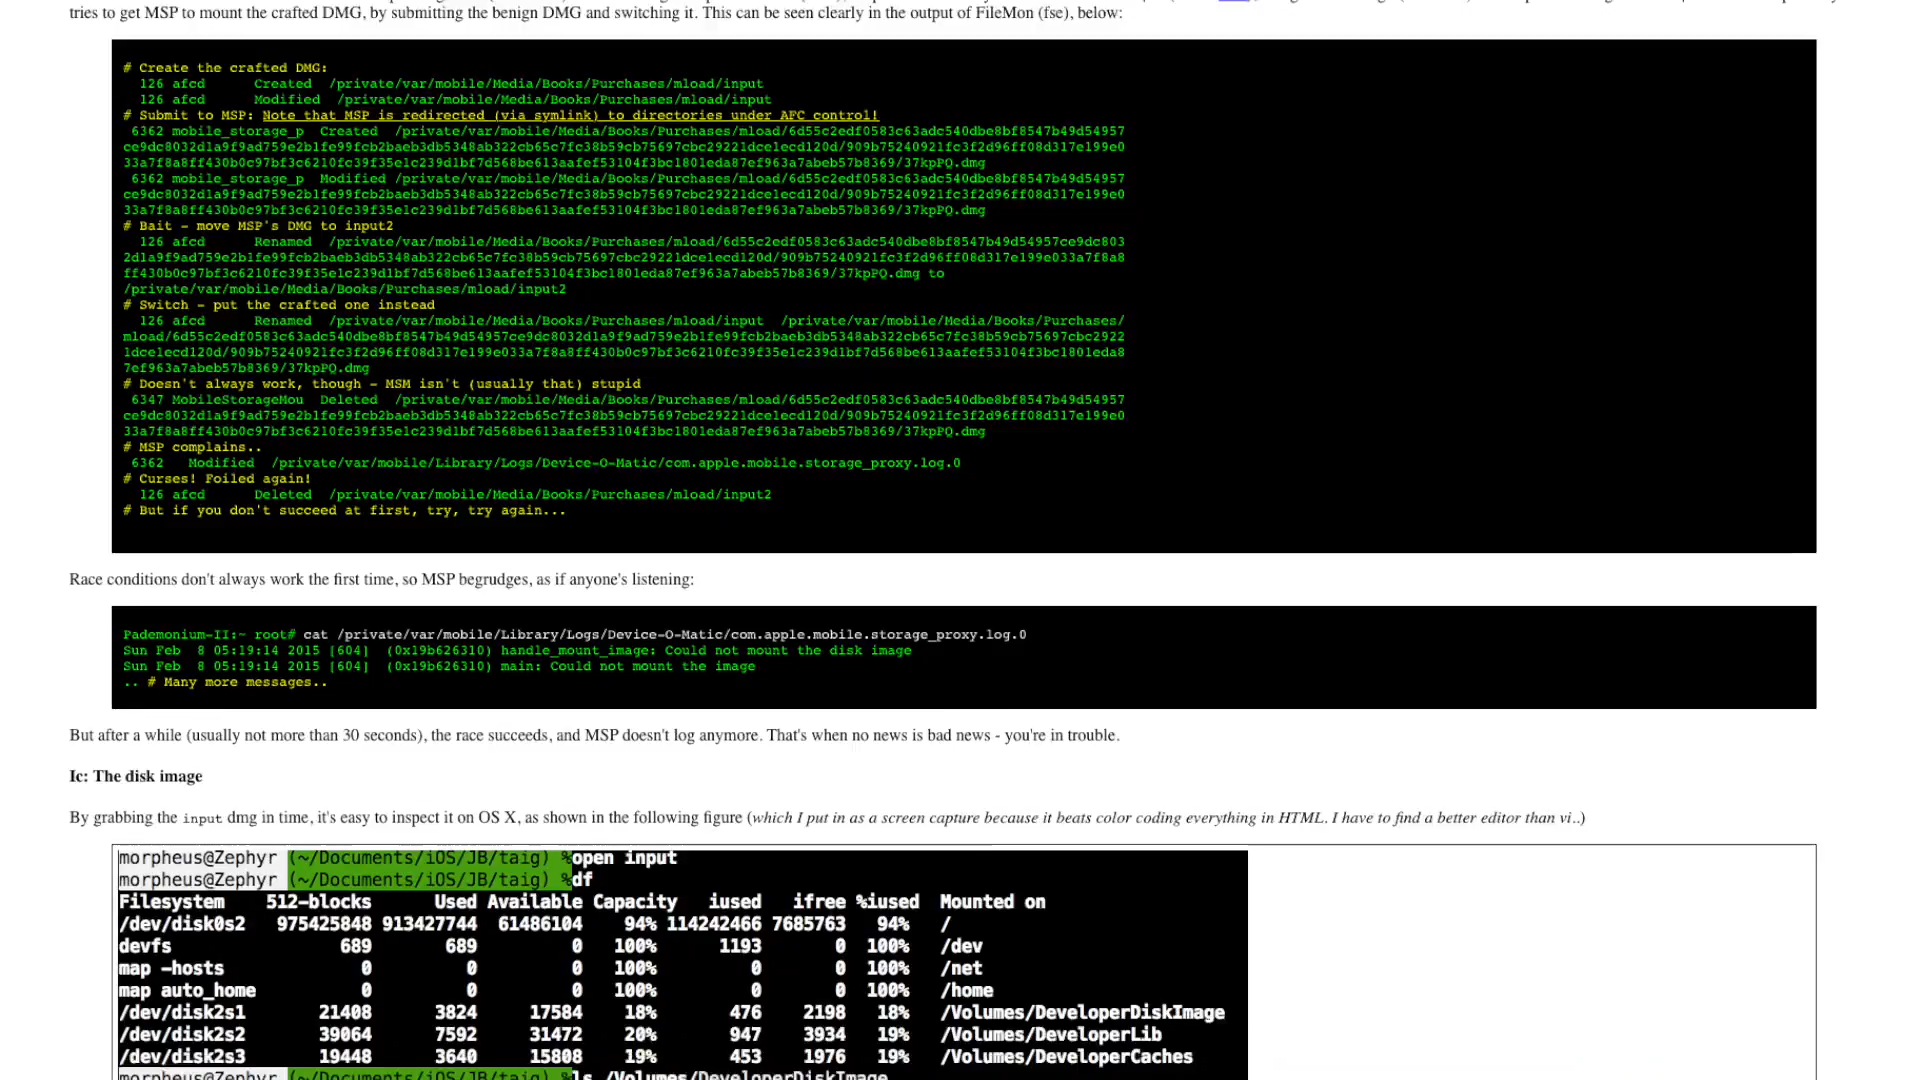 tries to get MSP to mount the crafted DMG, by submitting the benign DMG and switching it. This can be seen clearly in the output of FileMon (fse), below:
# Create the crafted DMG:
126 afcd Created /private/var/mobile/Media/Books/Purchases/mload/input
126 afcd Modified /private/var/mobile/Media/Books/Purchases/mload/input
# Submit to MSP: Note that MSP is redirected (via symlink) to directories under AFC control!
6362 mobile_storage_p Created /private/var/mobile/Media/Books/Purchases/mload/6d55c2edf0583c63adc540dbe8bf8547b49d54957
ce9dc8032d1a9f9ad759e2b1fe99fcb2baeb3db5348ab322cb65c7fc38b59cb75697cbc29221dce1ecd120d/909b75240921fc3f2d96ff08d317e199e0
33a7f8a8ff430b0c97bf3c6210fc39f35e1c239d1bf7d568be613aafef53104f3bc1801eda87ef963a7abeb57b8369/37kpPQ.dmg
6362 mobile_storage_p Modified /private/var/mobile/Media/Books/Purchases/mload/6d55c2edf0583c63adc540dbe8bf8547b49d54957
ce9dc8032d1a9f9ad759e2b1fe99fcb2baeb3db5348ab322cb65c7fc38b59cb75697cbc29221dce1ecd120d/909b75240921fc3f2d96ff08d317e199e0
33a7f8a8ff430b0c97bf3c6210fc39f35e1c239d1bf7d568be613aafef53104f3bc1801eda87ef963a7abeb57b8369/37kpPQ.dmg
# Bait - move MSP's DMG to input2
126 afcd Renamed /private/var/mobile/Media/Books/Purchases/mload/6d55c2edf0583c63adc540dbe8bf8547b49d54957ce9dc803
2d1a9f9ad759e2b1fe99fcb2baeb3db5348ab322cb65c7fc38b59cb75697cbc29221dce1ecd120d/909b75240921fc3f2d96ff08d317e199e033a7f8a8
ff430b0c97bf3c6210fc39f35e1c239d1bf7d568be613aafef53104f3bc1801eda87ef963a7abeb57b8369/37kpPQ.dmg to
/private/var/mobile/Media/Books/Purchases/mload/input2
# Switch - put the crafted one instead
126 afcd Renamed /private/var/mobile/Media/Books/Purchases/mload/input /private/var/mobile/Media/Books/Purchases/
mload/6d55c2edf0583c63adc540dbe8bf8547b49d54957ce9dc8032d1a9f9ad759e2b1fe99fcb2baeb3db5348ab322cb65c7fc38b59cb75697cbc2922
1dce1ecd120d/909b75240921fc3f2d96ff08d317e199e033a7f8a8ff430b0c97bf3c6210fc39f35e1c239d1bf7d568be613aafef53104f3bc1801eda8
7ef963a7abeb57b8369/37kpPQ.dmg
# Doesn't always work, though - MSM isn't (usually that) stupid
6347 MobileStorageMou Deleted /private/var/mobile/Media/Books/Purchases/mload/6d55c2edf0583c63adc540dbe8bf8547b49d54957
ce9dc8032d1a9f9ad759e2b1fe99fcb2baeb3db5348ab322cb65c7fc38b59cb75697cbc29221dce1ecd120d/909b75240921fc3f2d96ff08d317e199e0
33a7f8a8ff430b0c97bf3c6210fc39f35e1c239d1bf7d568be613aafef53104f3bc1801eda87ef963a7abeb57b8369/37kpPQ.dmg
# MSP complains..
6362 Modified /private/var/mobile/Library/Logs/Device-O-Matic/com.apple.mobile.storage_proxy.log.0
# Curses! Foiled again!
126 afcd Deleted /private/var/mobile/Media/Books/Purchases/mload/input2
# But if you don't succeed at first, try, try again...
Race conditions don't always work the first time, so MSP begrudges, as if anyone's listening:
Pademonium-II:~ root# cat /private/var/mobile/Library/Logs/Device-O-Matic/com.apple.mobile.storage_proxy.log.0
Sun Feb 8 05:19:14 2015 [604] (0x19b626310) handle_mount_image: Could not mount the disk image
Sun Feb 8 05:19:14 2015 [604] (0x19b626310) main: Could not mount the image
.. # Many more messages..
But after a while (usually not more than 30 seconds), the race succeeds, and MSP doesn't log anymore. That's when no news is bad news - you're in trouble.
Ic: The disk image
By grabbing the input dmg in time, it's easy to inspect it on OS X, as shown in the following figure (which I put in as a screen capture because it beats color coding everything in HTML. I have to find a better editor than vi..)
morpheus@Zephyr (~/Documents/iOS/JB/taig) %open input
morpheus@Zephyr (~/Documents/iOS/JB/taig) %df
Filesystem 512-blocks Used Available Capacity iused ifree %iused Mounted on
/dev/disk0s2 975425848 913427744 61486104 94% 114242466 7685763 94% /
devfs 689 689 0 100% 1193 0 100% /dev
map -hosts 0 0 0 100% 0 0 100% /net
map auto_home 0 0 0 100% 0 0 100% /home
/dev/disk2s1 21408 3824 17584 18% 476 2198 18% /Volumes/DeveloperDiskImage
/dev/disk2s2 39064 7592 31472 20% 947 3934 19% /Volumes/DeveloperLib
/dev/disk2s3 19448 3640 15808 19% 453 1976 19% /Volumes/DeveloperCaches
morpheus@Zephyr (~/Documents/iOS/JB/taig) %ls /Volumes/DeveloperDiskImage